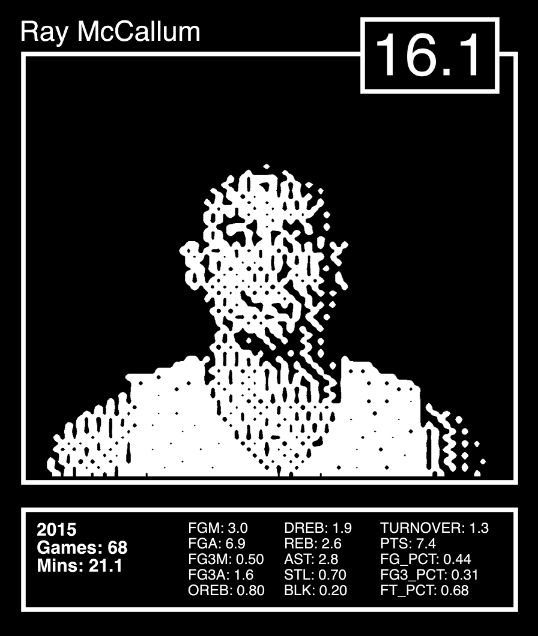 Ray McCallum
16.1
2015
Games: 68
Mins: 21.1
FGM: 3.0
FGA: 6.9
FG3M: 0.50
FG3A: 1.6
OREB: 0.80
DREB: 1.9
REB: 2.6
AST: 2.8
STL: 0.70
BLK: 0.20
TURNOVER: 1.3
PTS: 7.4
FG_PCT: 0.44
FG3_PCT: 0.31
FT_PCT: 0.68